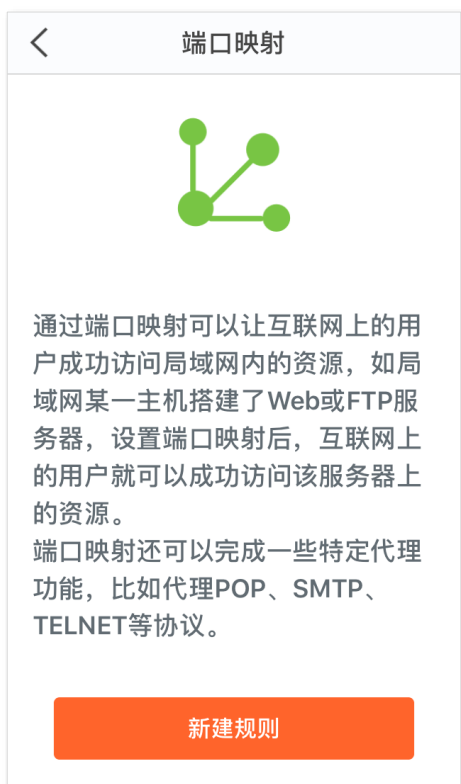 端口映射
通过端口映射可以让互联网上的用
户成功访问局域网内的资源，如局
域网某一主机搭建了Web或FTP服
务器，设置端口映射后，互联网上
的用户就可以成功访问该服务器上
的资源。
端口映射还可以完成一些特定代理
功能，比如代理POP、SMTP、
TELNET等协议。
新建规则